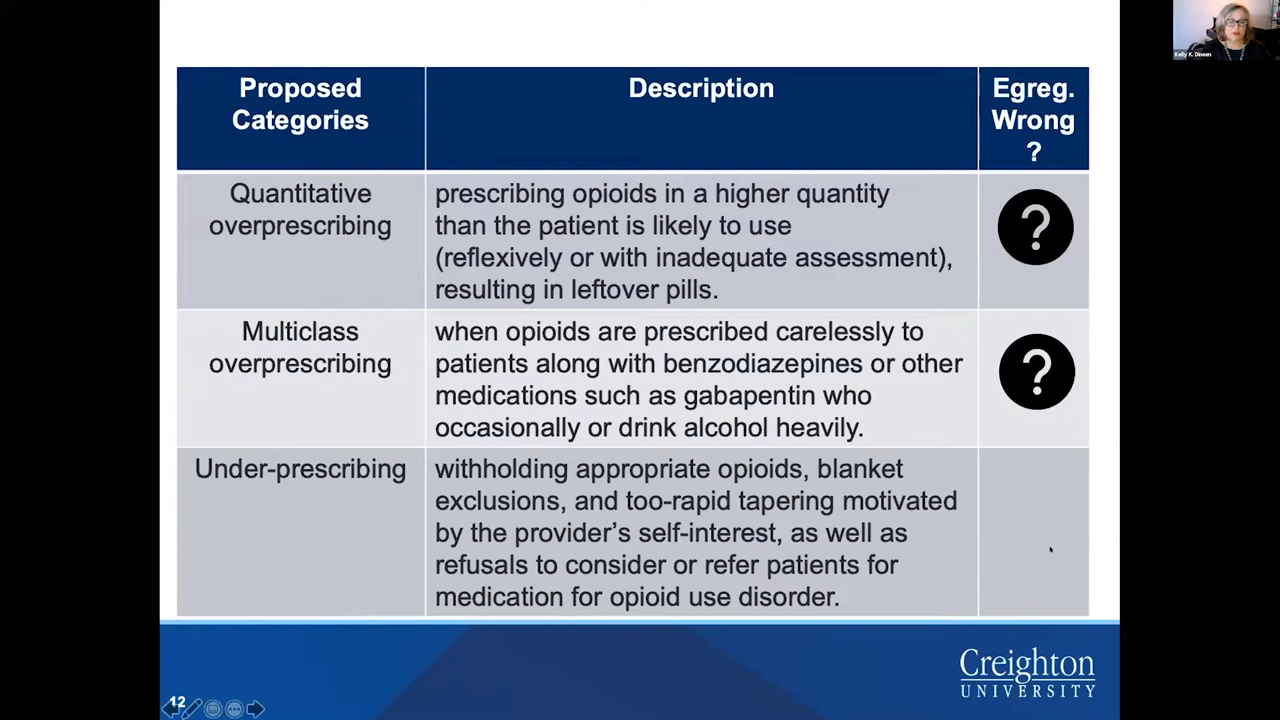 Kelly K. Dineen
Proposed
Categories
Description
Egreg.
Wrong
?
Quantitative
overprescribing
prescribing opioids in a higher quantity
than the patient is likely to use
(reflexively or with inadequate assessment),
resulting in leftover pills.
?
Multiclass
overprescribing
when opioids are prescribed carelessly to
patients along with benzodiazepines or other
medications such as gabapentin who
occasionally or drink alcohol heavily.
?
Under-prescribing
withholding appropriate opioids, blanket
exclusions, and too-rapid tapering motivated
by the provider's self-interest, as well as
refusals to consider or refer patients for
medication for opioid use disorder.
Creighton
UNIVERSITY
12